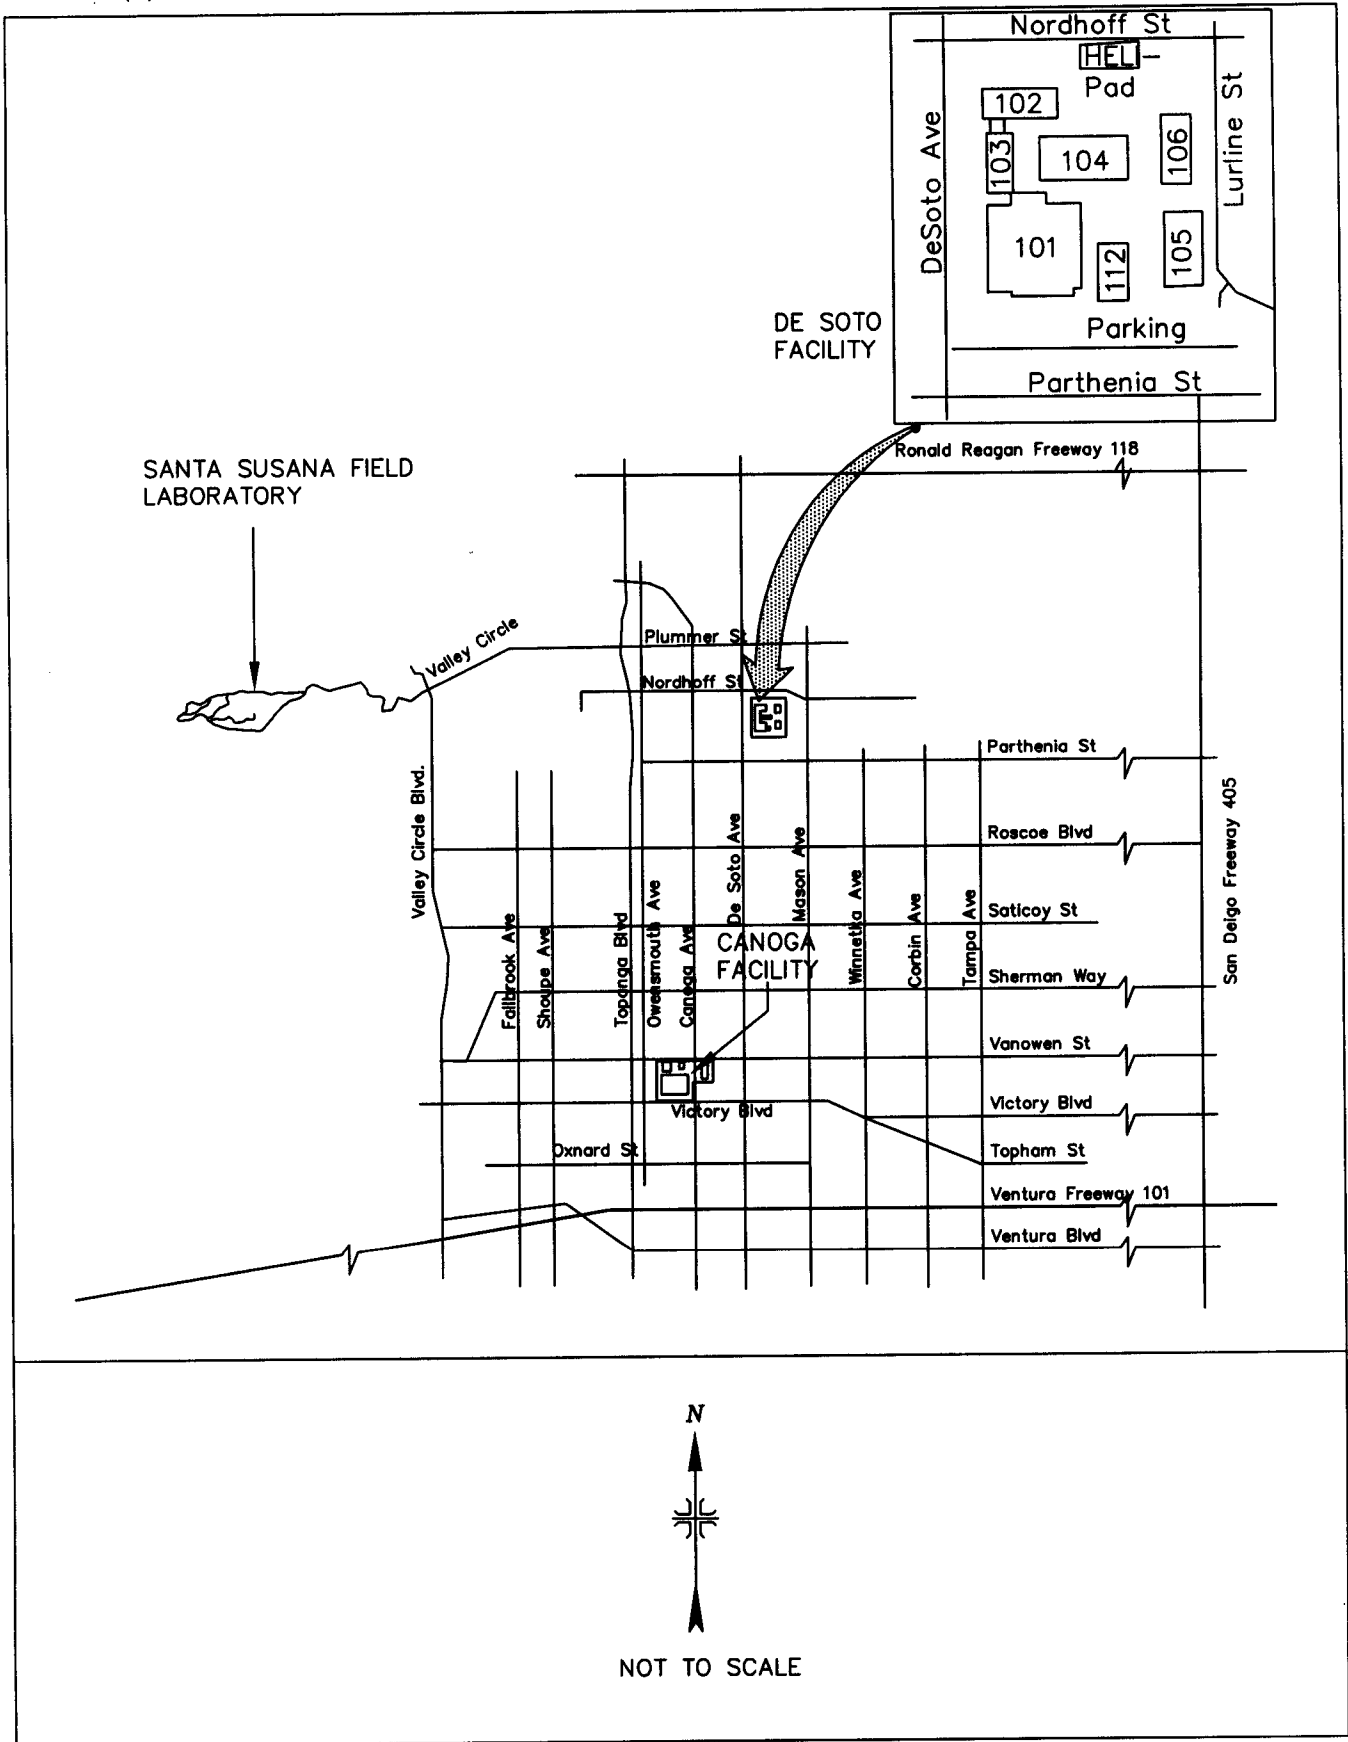 Nordhoff St
HELI
Pad
102
103
104
106
101
112
105
DeSoto Ave
Lurline St
Parking
Parthenia St
DE SOTO
FACILITY
Ronald Reagan Freeway 118
SANTA SUSANA FIELD
LABORATORY
Valley Circle
Plummer St
Nordhoff St
Parthenia St
Valley Circle Blvd.
Roscoe Blvd
San Deigo Freeway 405
De Soto Ave
Mason Ave
Winnetka Ave
Corbin Ave
Tampa Ave
Saticoy St
Fallbrook Ave
Shoupe Ave
Topanga Blvd
Owensmouth Ave
Canoga Ave
CANOGA
FACILITY
Sherman Way
Vanowen St
Victory Blvd
Victory Blvd
Oxnard St
Topham St
Ventura Freeway 101
Ventura Blvd
N
NOT TO SCALE